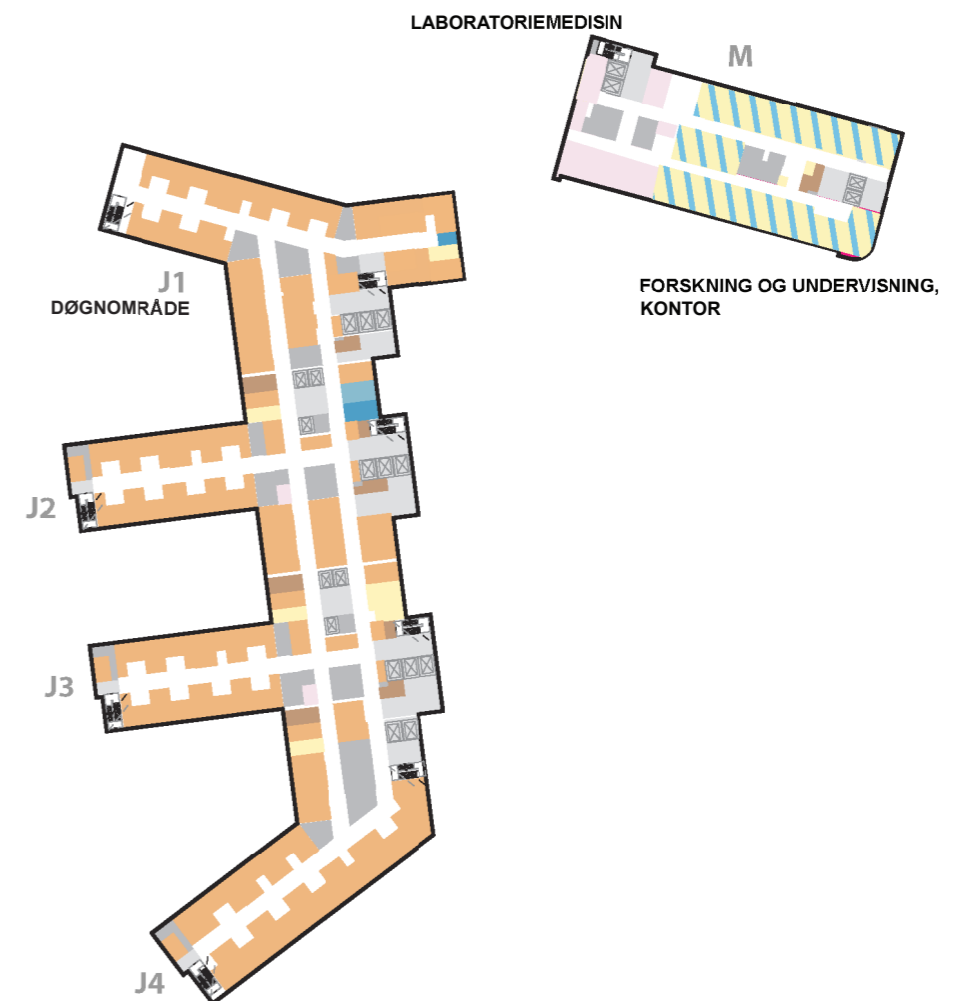 LABORATORIEMEDISIN
M
J1
DØGNOMRÅDE
FORSKNING OG UNDERVISNING,
KONTOR
J2
J3
J4